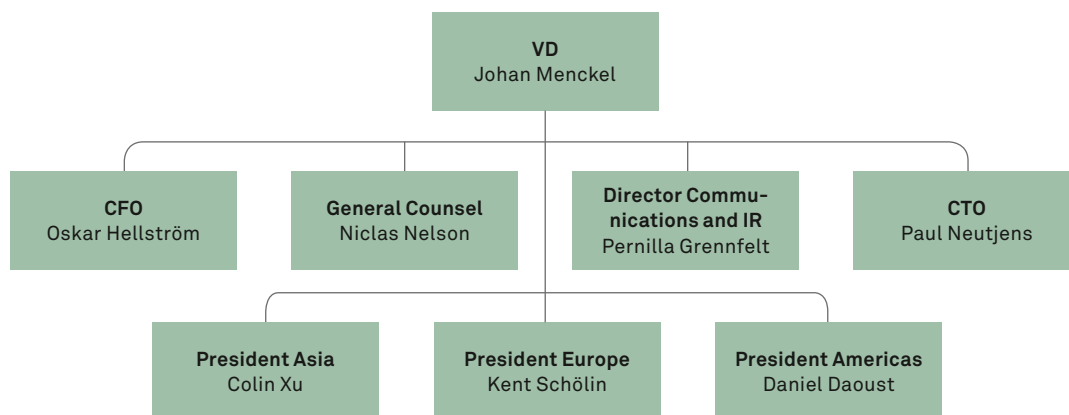 VD
Johan Menckel
CFO
Oskar Hellström
General Counsel
Niclas Nelson
Director Commu-
nications and IR
Pernilla Grennfelt
CTO
Paul Neutjens
President Asia
Colin Xu
President Europe
Kent Schölin
President Americas
Daniel Daoust